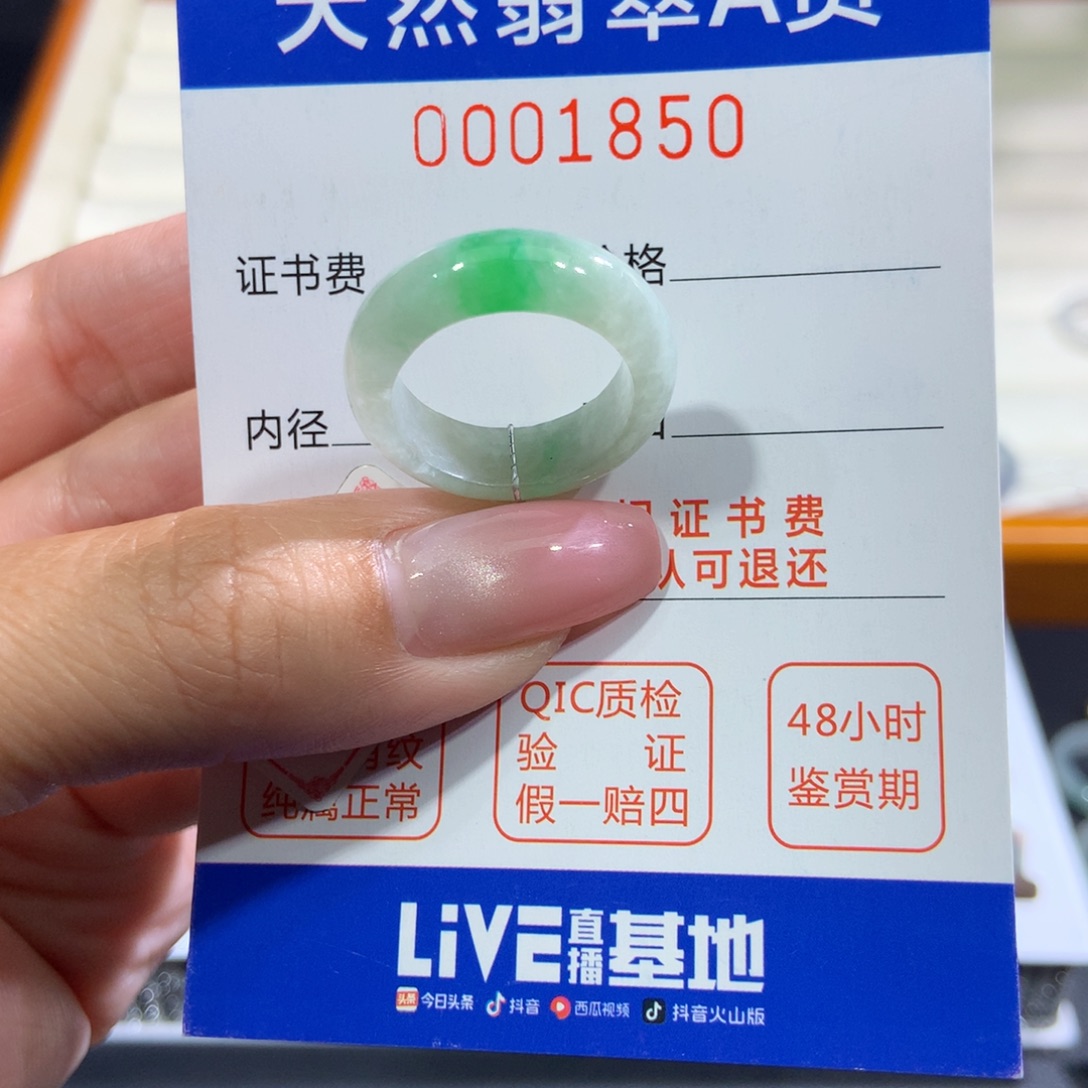 天然翡翠A货
0001850
证书费
格
内径
证书费
认可退还
纹
纯属正常
QIC质检
验 证
假一赔四
48小时
鉴赏期
LiVE直播基地
头条 今日头条 抖音 西瓜视频 抖音火山版